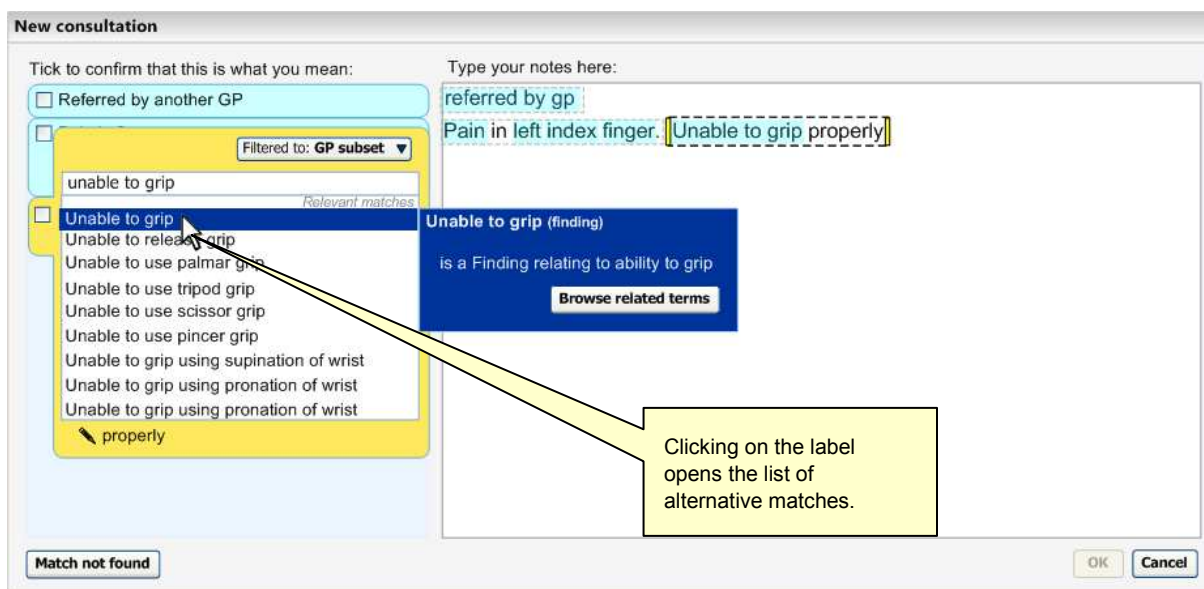 New consultation
Tick to confirm that this is what you mean:
Referred by another GP
Filtered to: GP subset
unable to grip
Relevant matches
Unable to grip
Unable to release grip
Unable to use palmar grip
Unable to use tripod grip
Unable to use scissor grip
Unable to use pincer grip
Unable to grip using supination of wrist
Unable to grip using pronation of wrist
Unable to grip using pronation of wrist
properly
Type your notes here:
referred by gp
Pain in left index finger. Unable to grip properly
Unable to grip (finding)
is a Finding relating to ability to grip
Browse related terms
Clicking on the label
opens the list of
alternative matches.
Match not found
OK
Cancel